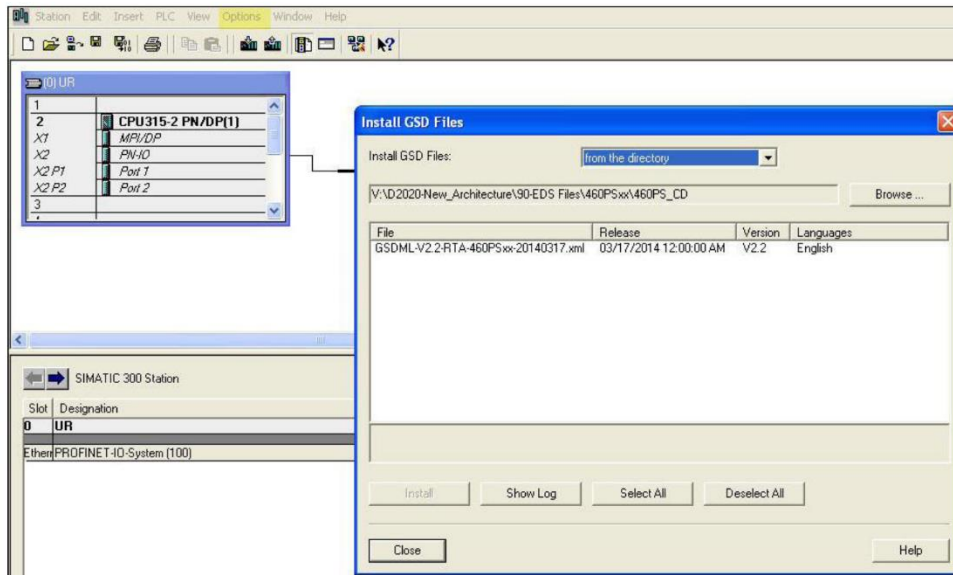 Station Edit Insert PLC View Options Window Help
(0) UR
1
2 CPU315-2 PN/DP(1)
X1 MPI/DP
X2 PN-IO
X2 P1 Port 1
X2 P2 Port 2
3
Install GSD Files
Install GSD Files: from the directory
V:\D2020-New_Architecture\90-EDS Files\460PSxx\460PS_CD Browse ...
File Release Version Languages
GSDML-V2.2-RTA-460PSxx-20140317.xml 03/17/2014 12:00:00 AM V2.2 English
Install Show Log Select All Deselect All
Close Help
SIMATIC 300 Station
Slot Designation
0 UR
Ethern PROFINET-IO-System (100)